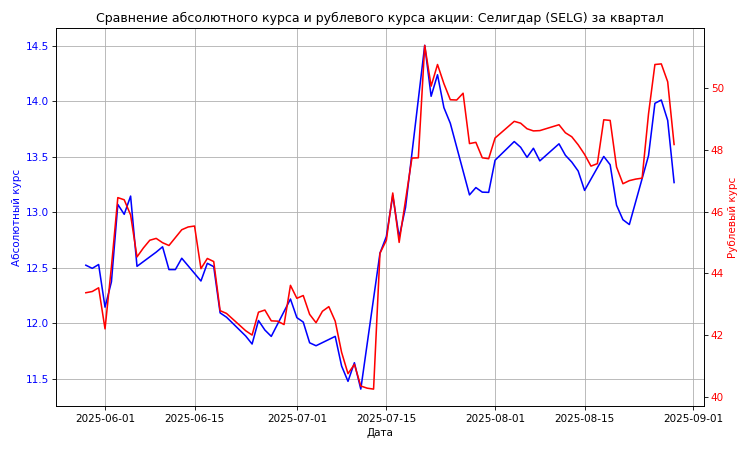 Сравнение абсолютного курса и рублевого курса акции: Селигдар (SELG) за квартал
14.5
14.0
13.5
13.0
12.5
12.0
11.5
Абсолютный курс
50
48
46
44
42
40
Рублевый курс
2025-06-01 2025-06-15 2025-07-01 2025-07-15 2025-08-01 2025-08-15 2025-09-01
Дата